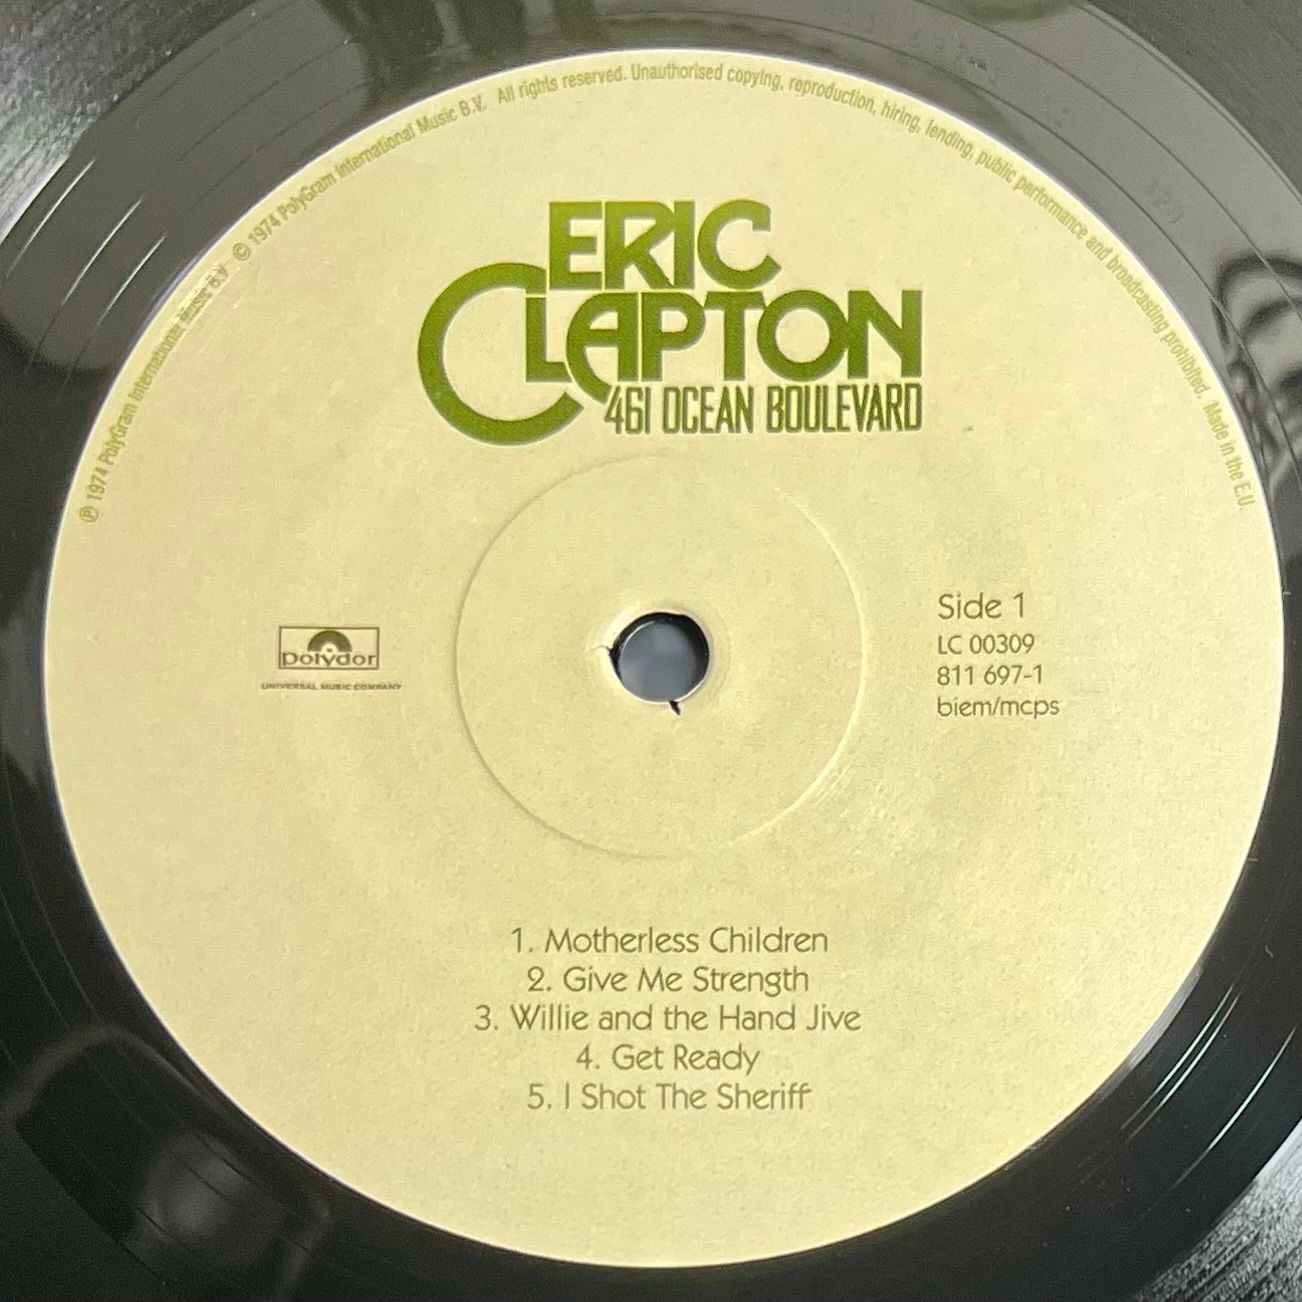 ℗ 1974 PolyGram International Music B.V. © 1974 PolyGram International Music B.V. All rights reserved. Unauthorised copying, reproduction, hiring, lending, public performance and broadcasting prohibited. Made in the E.U.
ERIC
CLAPTON
461 OCEAN BOULEVARD
Polydor
UNIVERSAL MUSIC COMPANY
Side 1
LC 00309
811 697-1
biem/mcps
1. Motherless Children
2. Give Me Strength
3. Willie and the Hand Jive
4. Get Ready
5. I Shot The Sheriff